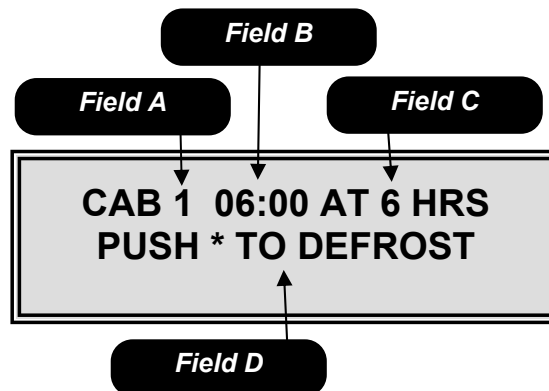 Field B
Field A
Field C
CAB 1 06:00 AT 6 HRS
PUSH * TO DEFROST
Field D